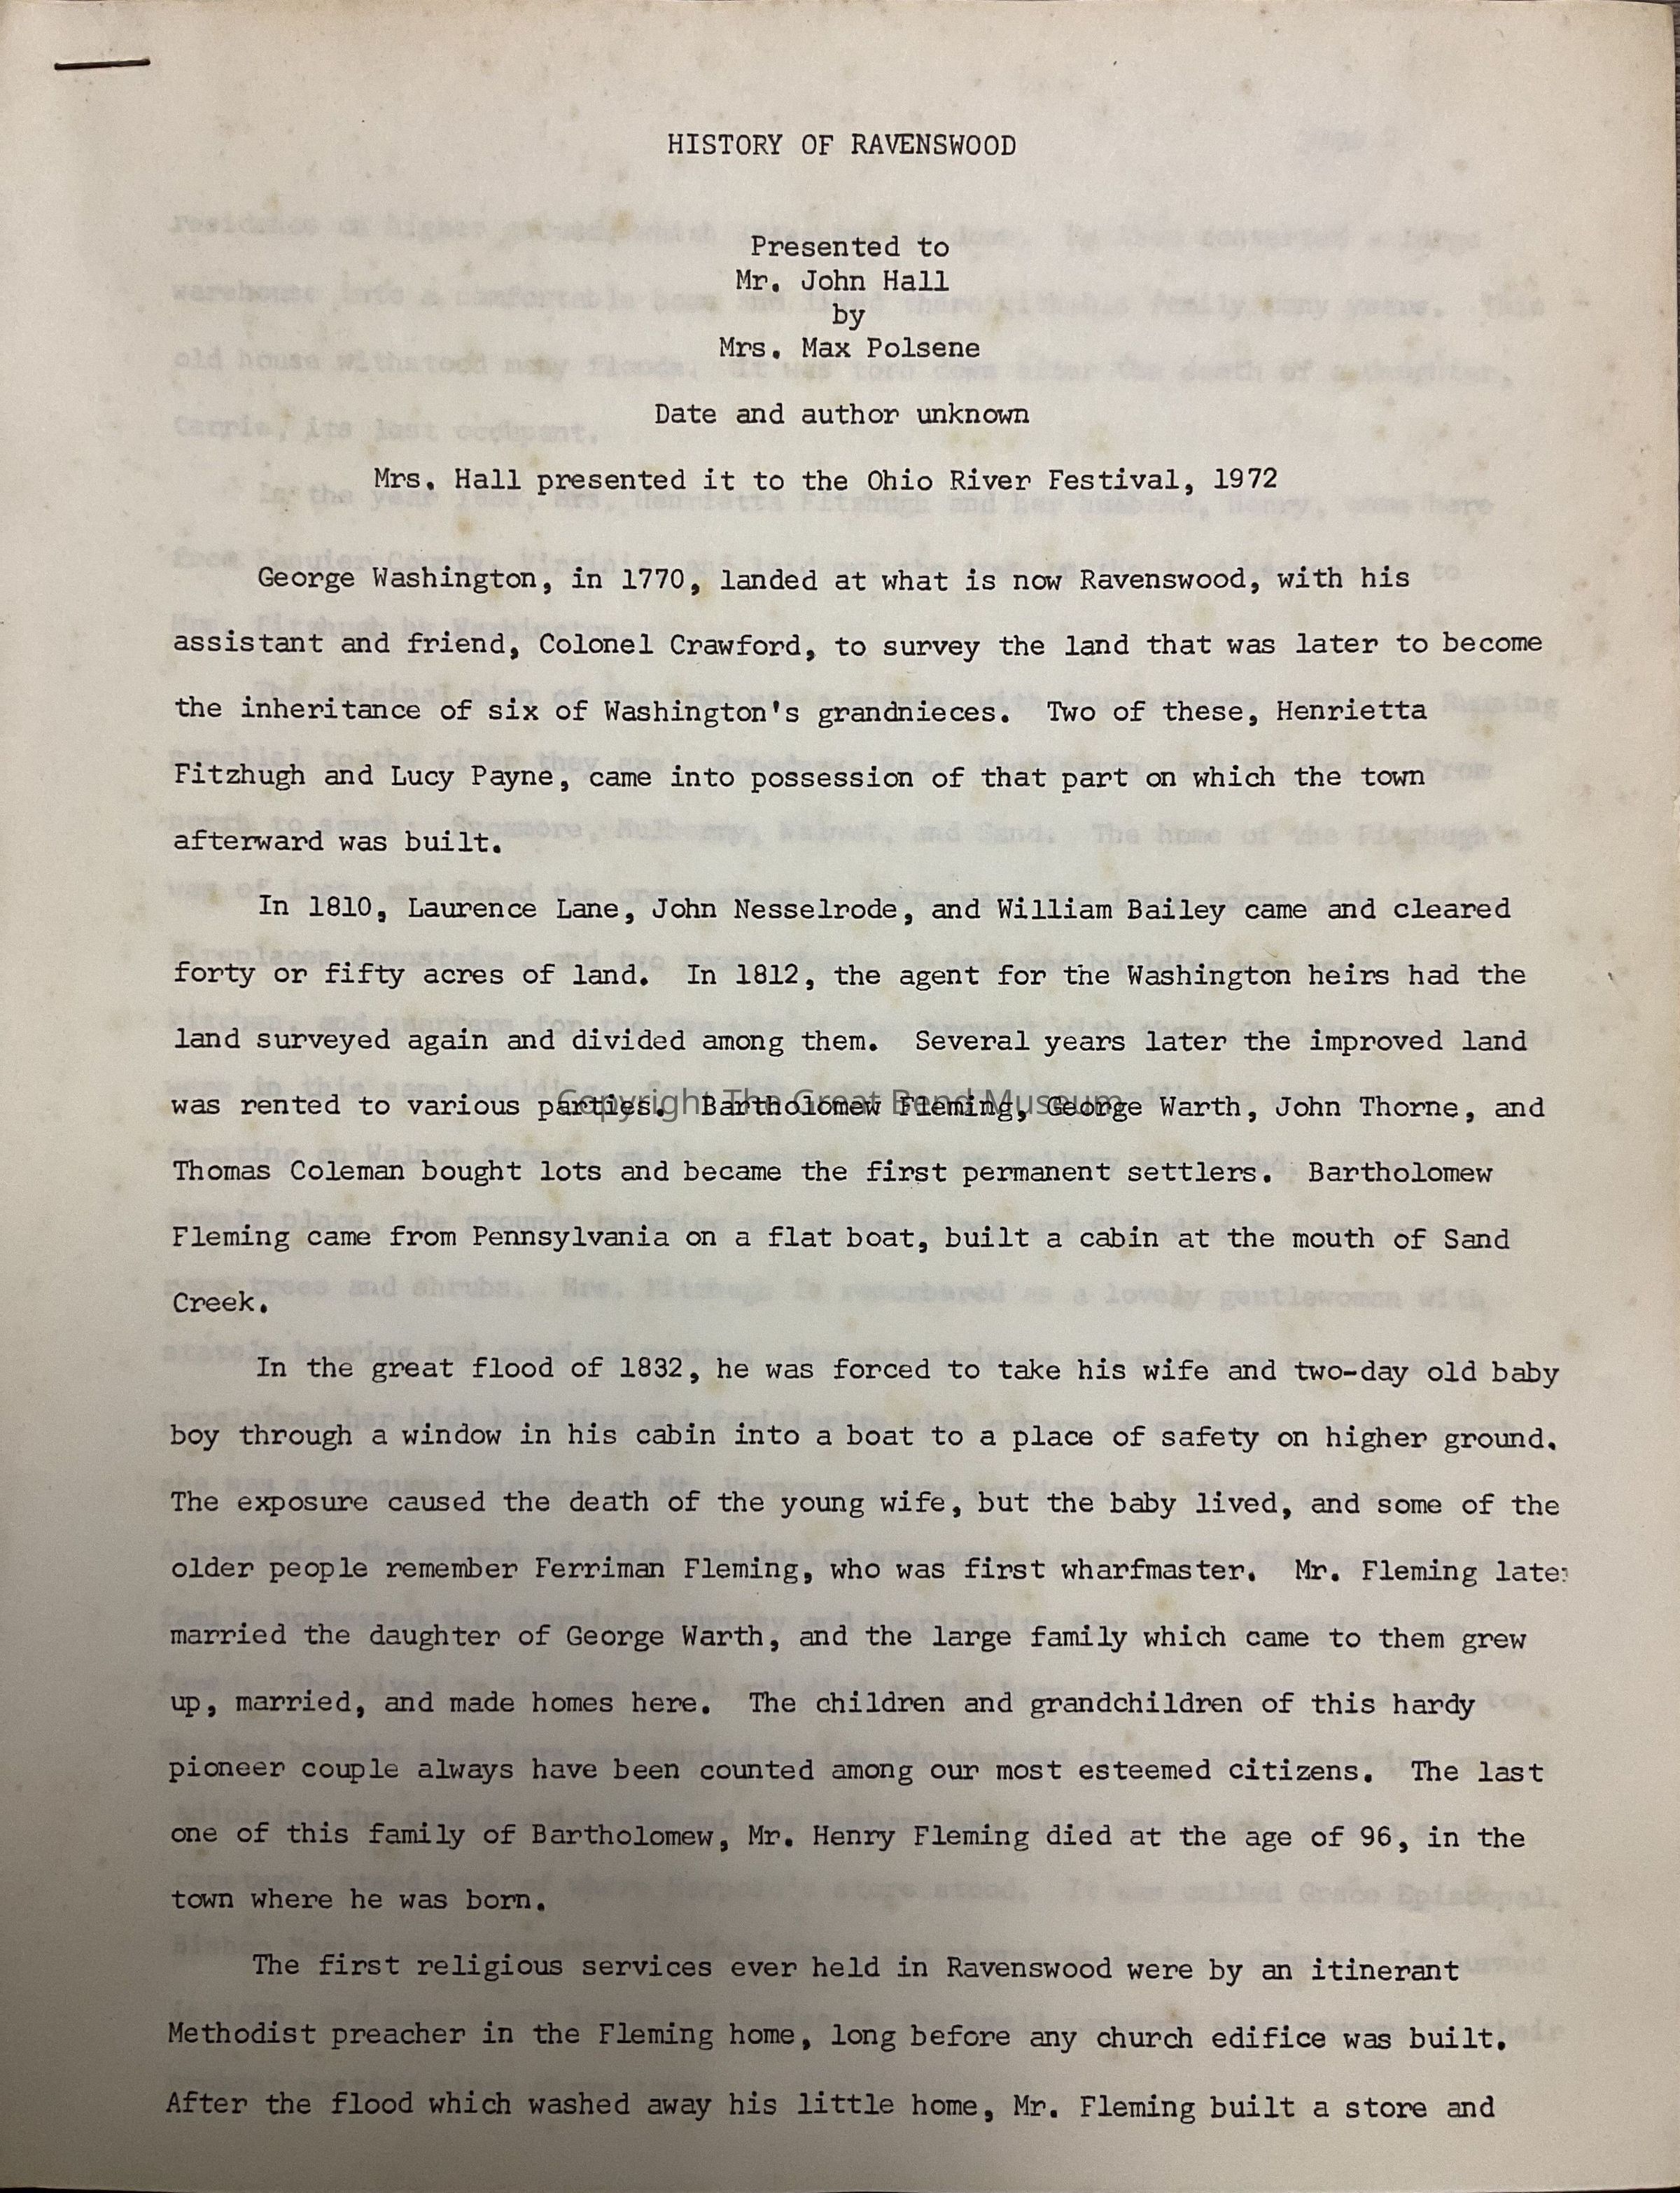 HISTORY OF RAVENSWOOD
Presented to
Mr. John Hall
by
Mrs. Max Polsene
Date and author unknown
Mrs. Hall presented it to the Ohio River Festival, 1972
George Washington, in 1770, landed at what is now Ravenswood, with his
assistant and friend, Colonel Crawford, to survey the land that was later to become
the inheritance of six of Washington's grandnieces. Two of these, Henrietta
Fitzhugh and Lucy Payne, came into possession of that part on which the town
afterward was built.
In 1810, Laurence Lane, John Nesselrode, and William Bailey came and cleared
forty or fifty acres of land. In 1812, the agent for the Washington heirs had the
land surveyed again and divided among them. Several years later the improved land
was rented to various parties. Bartholomew Fleming, George Warth, John Thorne, and
Copyright The Great Bend Museum
Thomas Coleman bought lots and became the first permanent settlers. Bartholomew
Fleming came from Pennsylvania on a flat boat, built a cabin at the mouth of Sand
Creek.
In the great flood of 1832, he was forced to take his wife and two-day old baby
boy through a window in his cabin into a boat to a place of safety on higher ground.
The exposure caused the death of the young wife, but the baby lived, and some of the
older people remember Ferriman Fleming, who was first wharfmaster. Mr. Fleming later
married the daughter of George Warth, and the large family which came to them grew
up, married, and made homes here. The children and grandchildren of this hardy
pioneer couple always have been counted among our most esteemed citizens. The last
one of this family of Bartholomew, Mr. Henry Fleming died at the age of 96, in the
town where he was born.
The first religious services ever held in Ravenswood were by an itinerant
Methodist preacher in the Fleming home, long before any church edifice was built.
After the flood which washed away his little home, Mr. Fleming built a store and